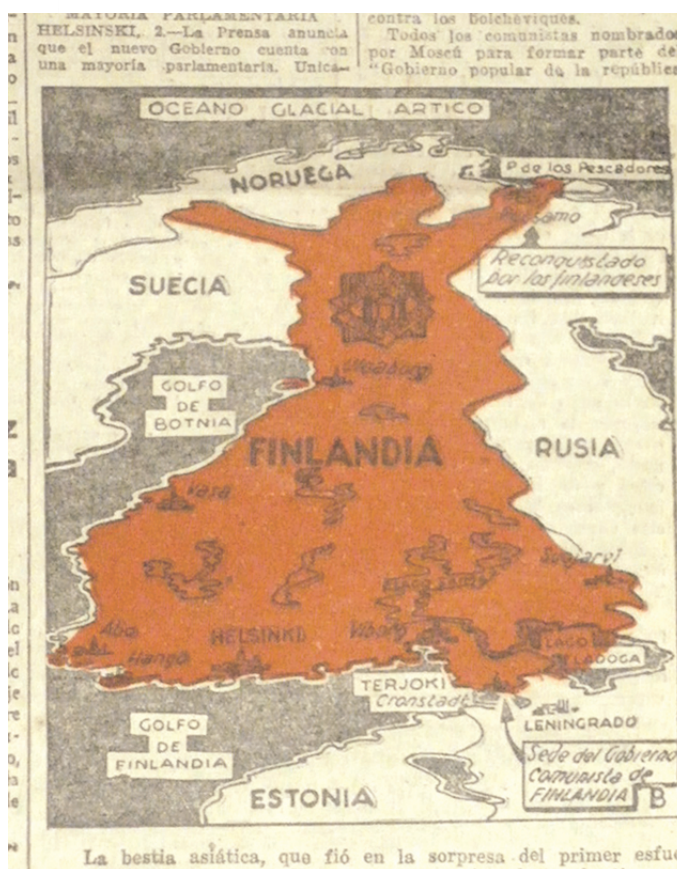 MAYORIA PARLAMENTARIA
HELSINSKI, 2.—La Prensa anuncia
que el nuevo Gobierno cuenta con
una mayoría parlamentaria. Unica-
contra los bolcheviques.
Todos los comunistas nombrados
por Moscú para formar parte de
"Gobierno popular de la república
OCEANO GLACIAL ARTICO
NORUEGA
P. de los Pescadores
Petsamo
Reconquistado
por los finlandeses
SUECIA
Uleaborg
GOLFO
DE
BOTNIA
FINLANDIA
RUSIA
Vasa
Suojarvi
Abo
HELSINKI
Viborg
LAGO
LADOGA
Hango
TERJOKI
Cronstadt
LENINGRADO
GOLFO
DE
FINLANDIA
Sede del Gobierno
Comunista de
FINLANDIA
B
ESTONIA
La bestia asiática, que fió en la sorpresa del primer esfue